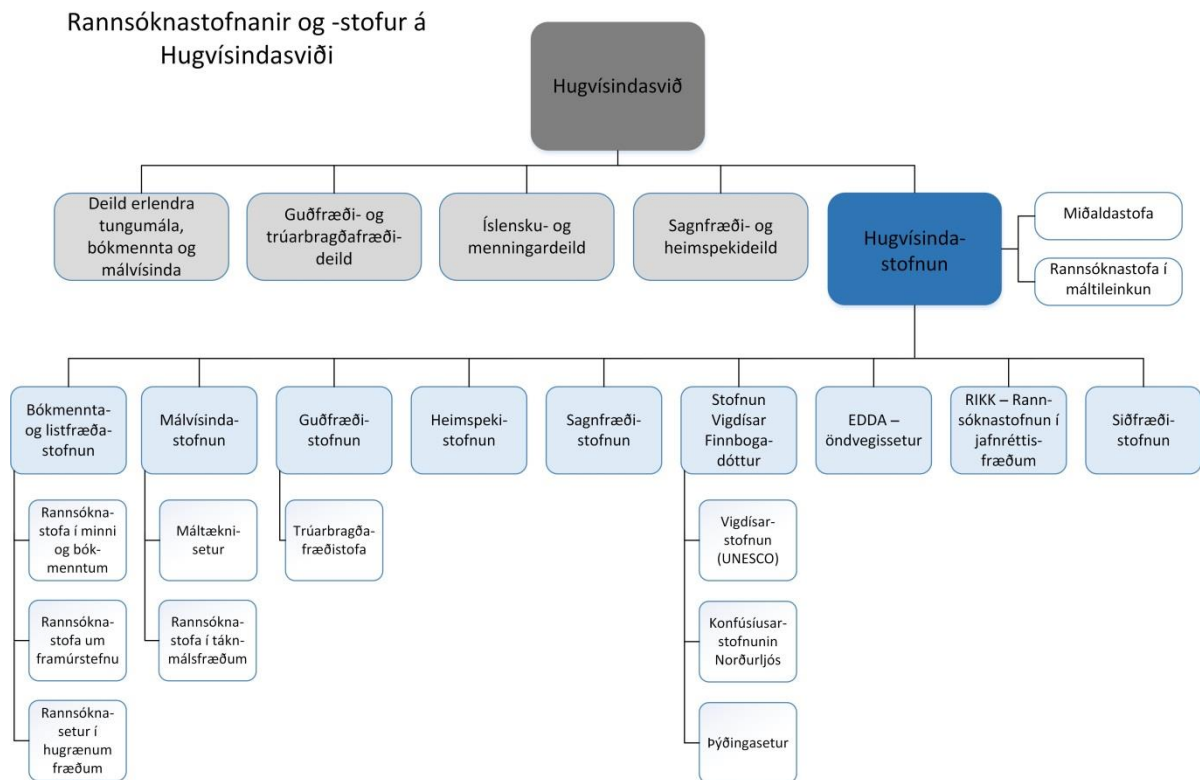 Rannsóknastofnanir og -stofur á
Hugvísindasviði
Hugvísindasvið
Deild erlendra
tungumála,
bókmennta og
málvísinda
Guðfræði- og
trúarbragðafræði-
deild
Íslensku- og
menningardeild
Sagnfræði- og
heimspekideild
Hugvísinda-
stofnun
Miðaldastofa
Rannsóknastofa í
máltileinkun
Bókmennta-
og listfræða-
stofnun
Málvísinda-
stofnun
Guðfræði-
stofnun
Heimspeki-
stofnun
Sagnfræði-
stofnun
Stofnun
Vigdísar
Finnboga-
dóttur
EDDA –
öndvegissetur
RIKK – Rann-
sóknastofnun í
jafnréttis-
fræðum
Siðfræði-
stofnun
Rannsókna-
stofa í minni
og bók-
menntum
Máltækni-
setur
Trúarbragða-
fræðistofa
Vigdísar-
stofnun
(UNESCO)
Rannsókna-
stofa um
framúrstefnu
Rannsókna-
stofa í tákn-
málsfræðum
Konfúsíusar-
stofnunin
Norðurljós
Rannsókna-
setur í
hugrænum
fræðum
Þýðingasetur